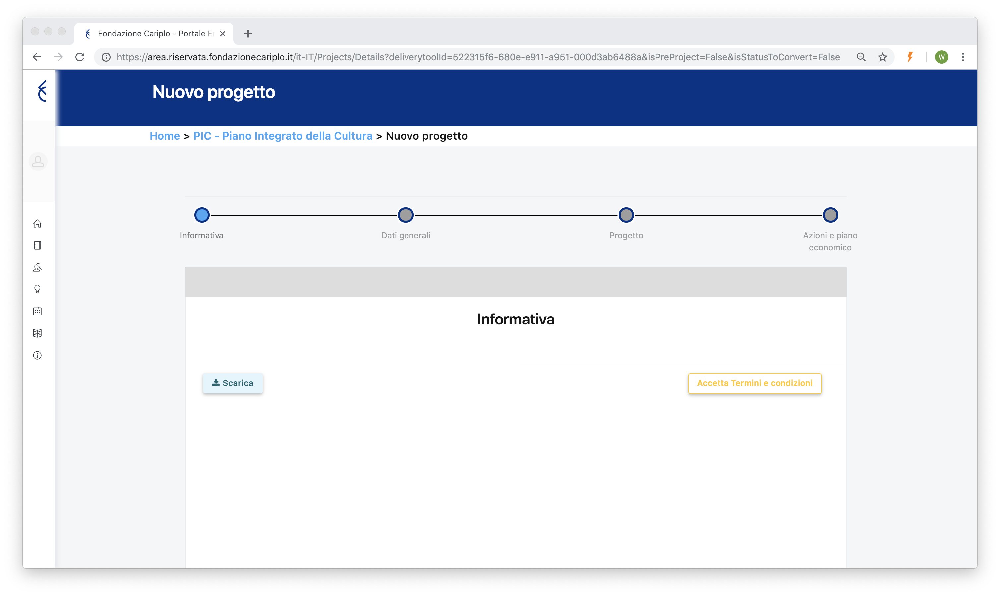 Fondazione Cariplo - Portale
https://area.riservata.fondazionecariplo.it/it-IT/Projects/Details?deliverytoolId=522315f6-680e-e911-a951-000d3ab6488a&isPreProject=False&isStatusToConvert=False
W
Nuovo progetto
Home > PIC - Piano Integrato della Cultura > Nuovo progetto
Informativa
Dati generali
Progetto
Azioni e piano
economico
Informativa
Scarica
Accetta Termini e condizioni